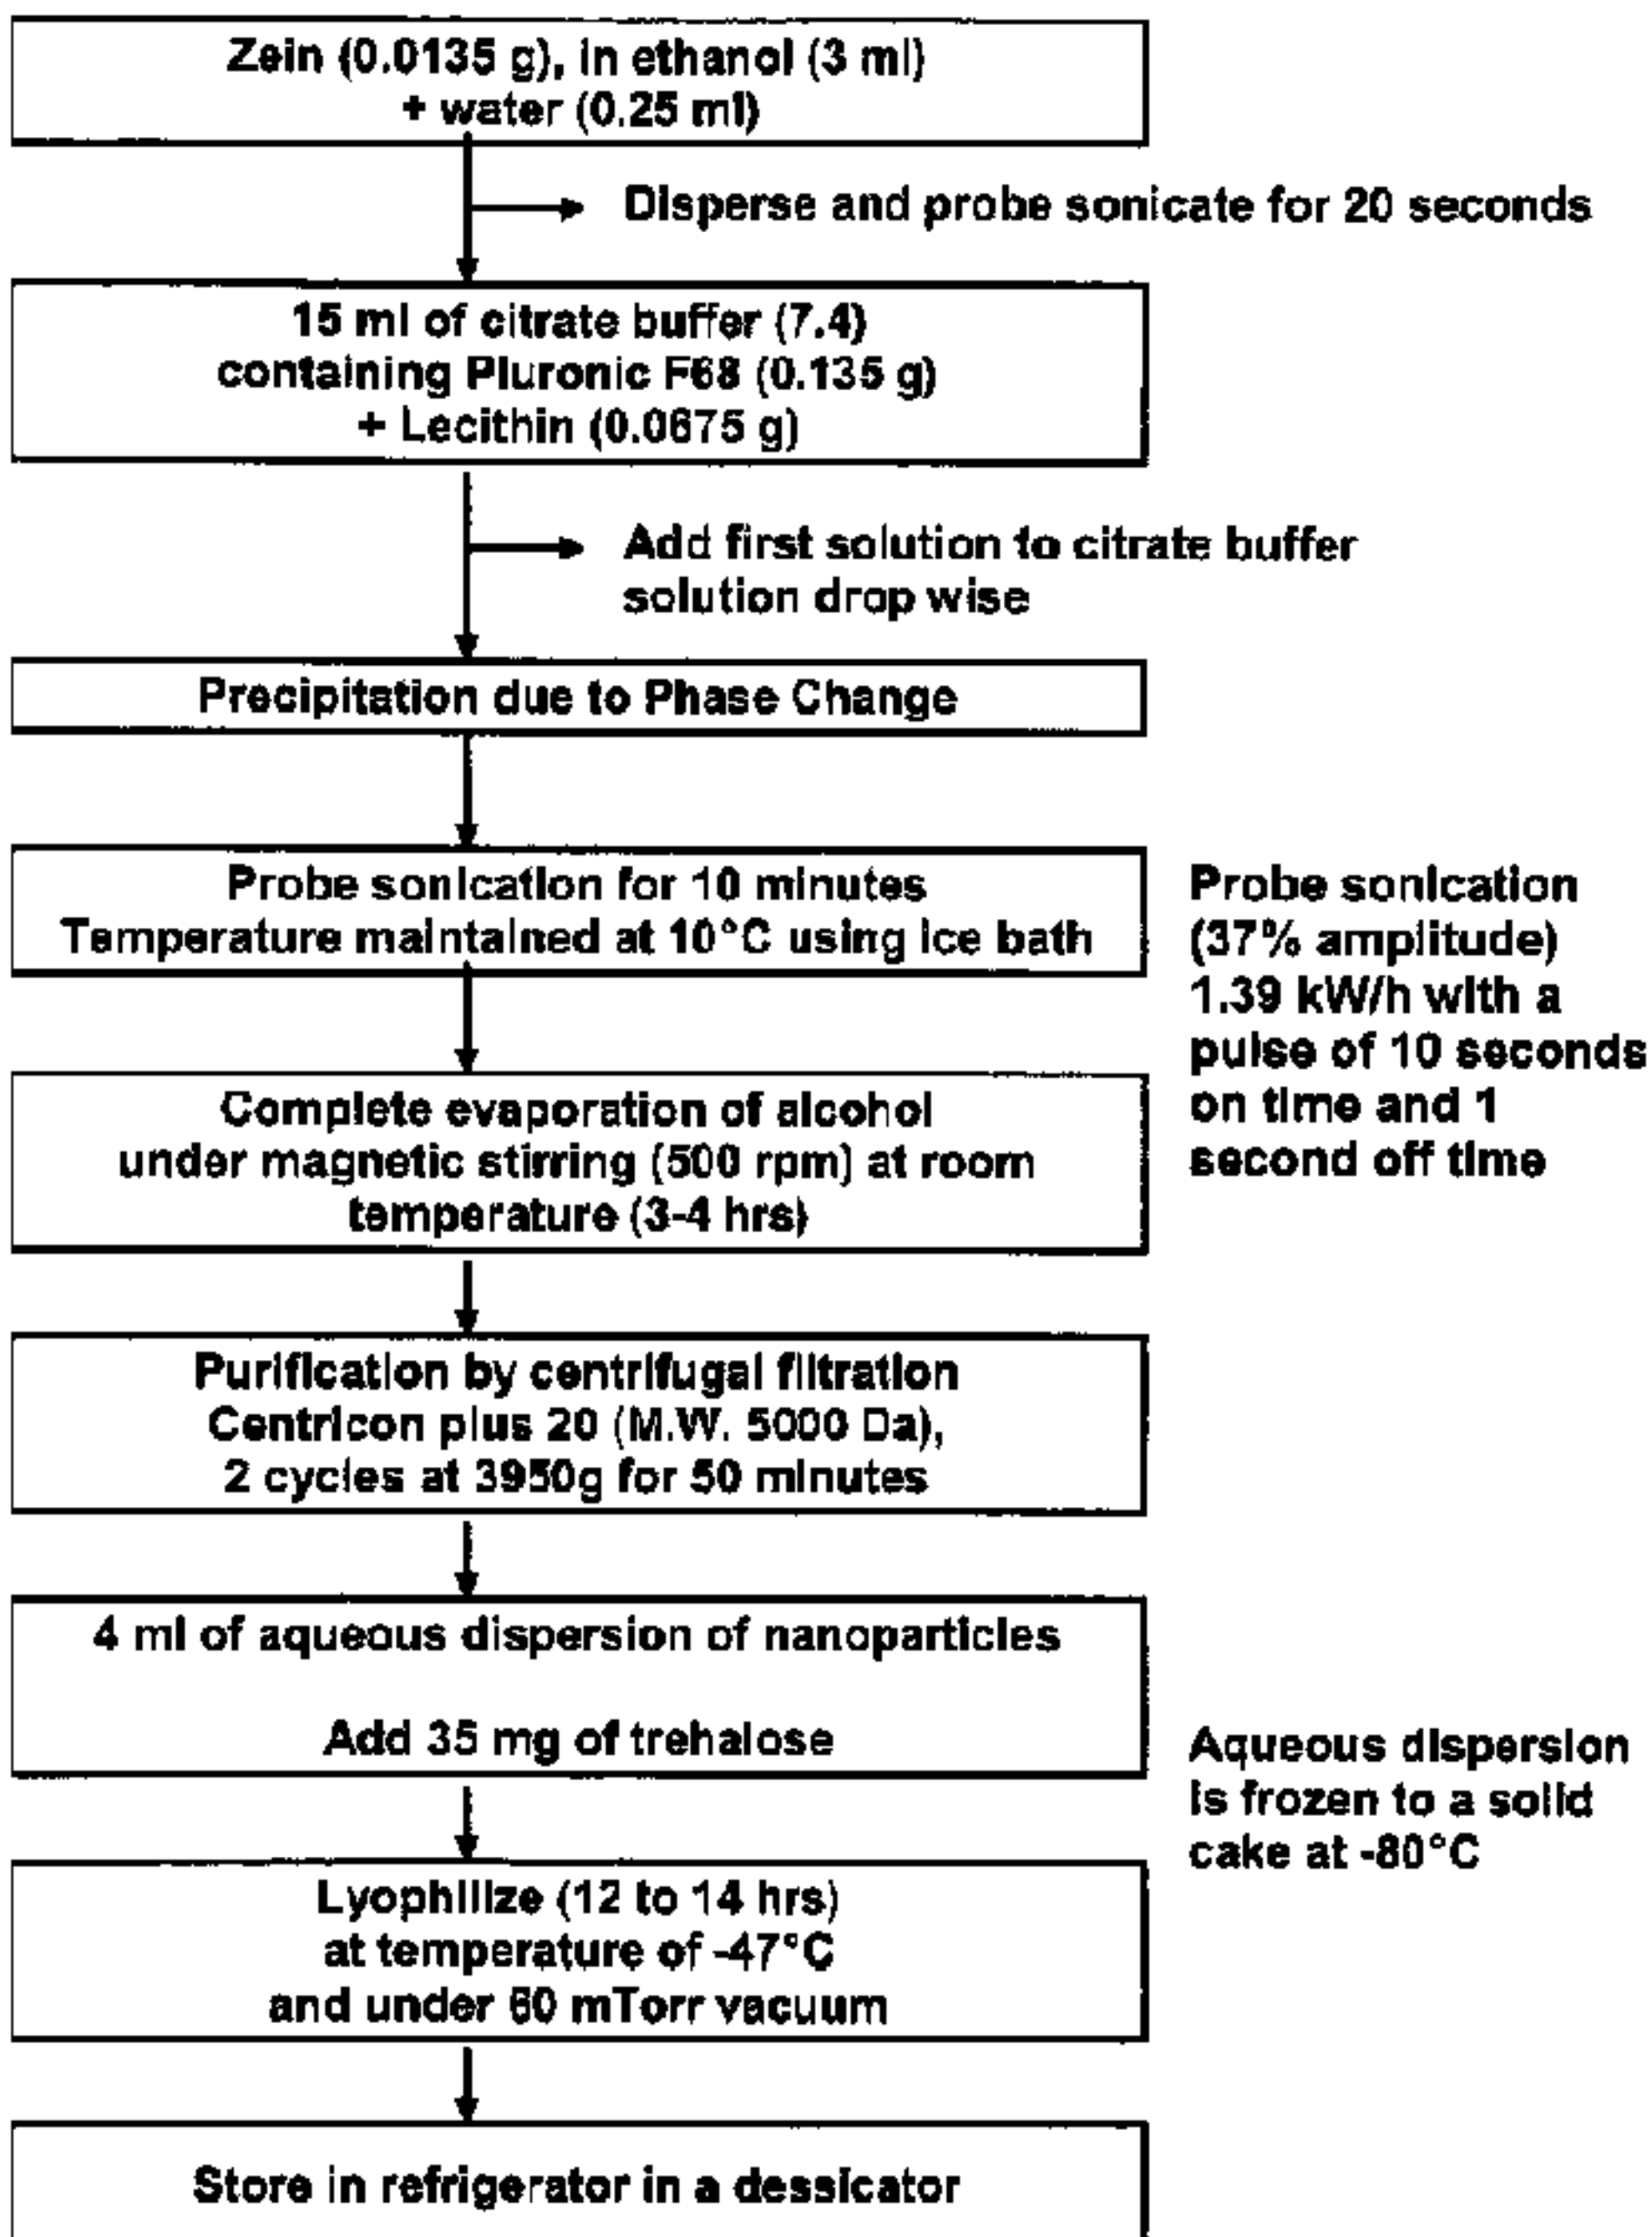 Zein (0.0135 g), in ethanol (3 ml)
+ water (0.25 ml)
Disperse and probe sonicate for 20 seconds
15 ml of citrate buffer (7.4)
containing Pluronic F68 (0.135 g)
+ Lecithin (0.0675 g)
Add first solution to citrate buffer
solution drop wise
Precipitation due to Phase Change
Probe sonication for 10 minutes
Temperature maintained at 10°C using ice bath
Probe sonication
(37% amplitude)
1.39 kW/h with a
pulse of 10 seconds
on time and 1
second off time
Complete evaporation of alcohol
under magnetic stirring (500 rpm) at room
temperature (3-4 hrs)
Purification by centrifugal filtration
Centricon plus 20 (M.W. 5000 Da),
2 cycles at 3950g for 50 minutes
4 ml of aqueous dispersion of nanoparticles
Add 35 mg of trehalose
Aqueous dispersion
is frozen to a solid
cake at -80°C
Lyophilize (12 to 14 hrs)
at temperature of -47°C
and under 60 mTorr vacuum
Store in refrigerator in a dessicator